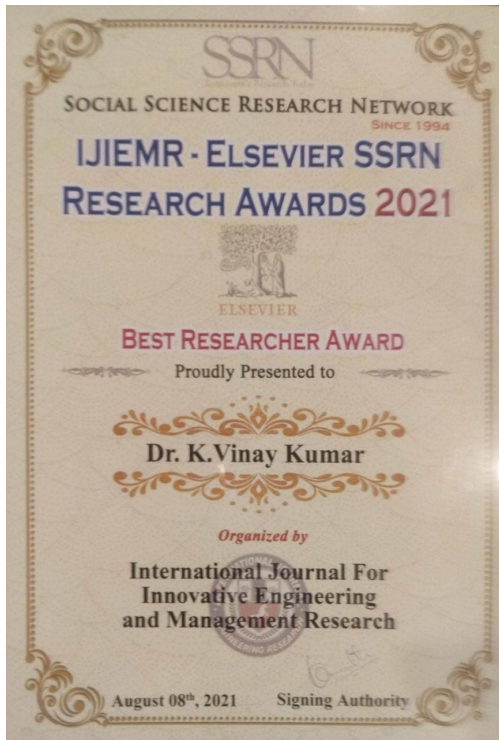 SSRN
SOCIAL SCIENCE RESEARCH NETWORK
SINCE 1994
IJIEMR - ELSEVIER SSRN
RESEARCH AWARDS 2021
ELSEVIER
BEST RESEARCHER AWARD
Proudly Presented to
Dr. K.Vinay Kumar
Organized by
International Journal For
Innovative Engineering
and Management Research
August 08th, 2021 Signing Authority